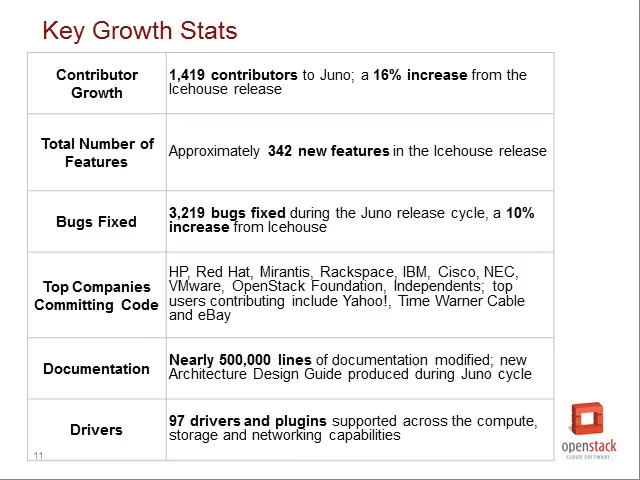 Key Growth Stats
Contributor
Growth
1,419 contributors to Juno; a 16% increase from the
Icehouse release
Total Number of
Features
Approximately 342 new features in the Icehouse release
Bugs Fixed
3,219 bugs fixed during the Juno release cycle, a 10%
increase from Icehouse
Top Companies
Committing Code
HP, Red Hat, Mirantis, Rackspace, IBM, Cisco, NEC,
VMware, OpenStack Foundation, Independents; top
users contributing include Yahoo!, Time Warner Cable
and eBay
Documentation
Nearly 500,000 lines of documentation modified; new
Architecture Design Guide produced during Juno cycle
Drivers
97 drivers and plugins supported across the compute,
storage and networking capabilities
11
openstack
CLOUD SOFTWARE